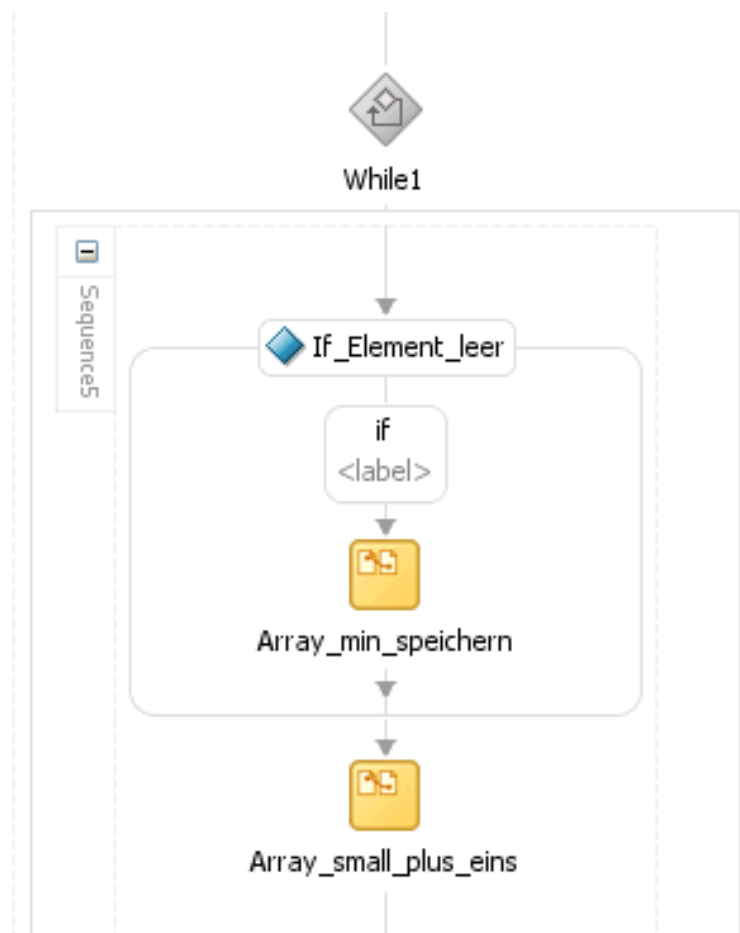 While1
Sequence5
If_Element_leer
if
<label>
Array_min_speichern
Array_small_plus_eins